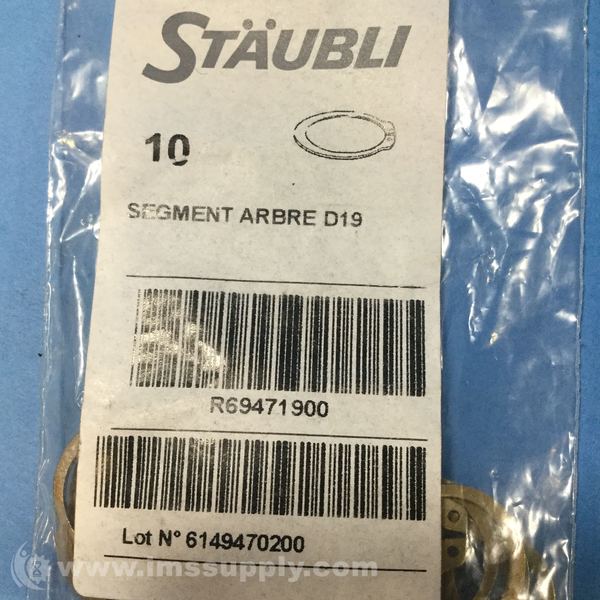 STÄUBLI
10
SEGMENT ARBRE D19
R69471900
Lot N° 6149470200
www.imssupply.com